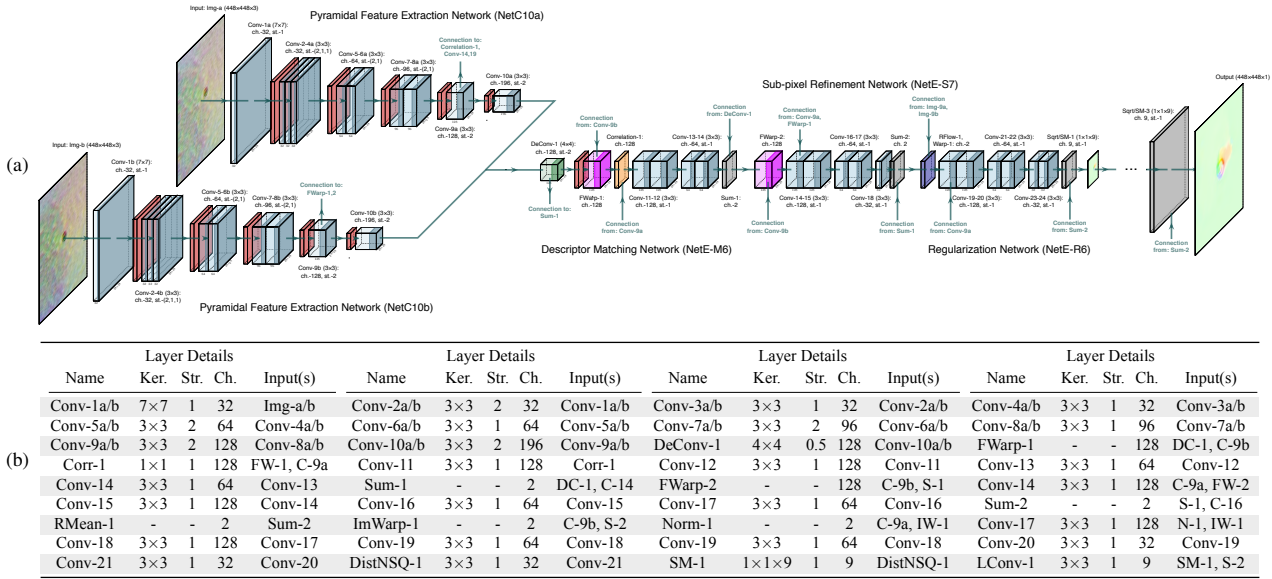 (a)
Input: Img-a (448×448×3)
Pyramidal Feature Extraction Network (NetC10a)
Conv-1a (7×7):
ch.-32, st.-1
Conv-2-4a (3×3):
ch.-32, st.-(2,1,1)
Conv-5-6a (3×3):
ch.-64, st.-(2,1)
Conv-7-8a (3×3):
ch.-96, st.-(2,1)
Connection to:
Correlation-1,
Conv-14,19
Conv-9a (3×3):
ch.-128, st.-2
Conv-10a (3×3):
ch.-196, st.-2
Input: Img-b (448×448×3)
Conv-1b (7×7):
ch.-32, st.-1
Conv-2-4b (3×3):
ch.-32, st.-(2,1,1)
Conv-5-6b (3×3):
ch.-64, st.-(2,1)
Conv-7-8b (3×3):
ch.-96, st.-(2,1)
Connection to:
FWarp-1,2
Conv-9b (3×3):
ch.-128, st.-2
Conv-10b (3×3):
ch.-196, st.-2
Pyramidal Feature Extraction Network (NetC10b)
DeConv-1 (4×4):
ch.-128, st.-2
Connection to:
Sum-1
Connection
from: Conv-9b
FWarp-1:
ch.-128
Correlation-1:
ch.-128
Connection
from: Conv-9a
Conv-11-12 (3×3):
ch.-128, st.-1
Conv-13-14 (3×3):
ch.-64, st.-1
Connection
from: DeConv-1
Sum-1:
ch.-2
Descriptor Matching Network (NetE-M6)
Sub-pixel Refinement Network (NetE-S7)
FWarp-2:
ch.-128
Connection
from: Conv-9b
Connection
from: Conv-9a,
FWarp-1
Conv-14-15 (3×3):
ch.-128, st.-1
Conv-16-17 (3×3):
ch.-64, st.-1
Conv-18 (3×3):
ch.-32, st.-1
Sum-2:
ch. 2
Connection
from: Sum-1
Connection
from: Img-9a,
Img-9b
RFlow-1,
Warp-1: ch.-2
Connection
from: Conv-9a
Conv-19-20 (3×3):
ch.-128, st.-1
Conv-21-22 (3×3):
ch.-64, st.-1
Conv-23-24 (3×3):
ch.-32, st.-1
Sqrt/SM-1 (1×1×9):
ch. 9, st.-1
Connection
from: Sum-2
Regularization Network (NetE-R6)
...
Sqrt/SM-3 (1×1×9):
ch. 9, st.-1
Connection
from: Sum-2
Output (448×448×1)
(b)
Layer Details Layer Details Layer Details Layer Details
Name Ker. Str. Ch. Input(s) Name Ker. Str. Ch. Input(s) Name Ker. Str. Ch. Input(s) Name Ker. Str. Ch. Input(s)
Conv-1a/b 7×7 1 32 Img-a/b Conv-2a/b 3×3 2 32 Conv-1a/b Conv-3a/b 3×3 1 32 Conv-2a/b Conv-4a/b 3×3 1 32 Conv-3a/b
Conv-5a/b 3×3 2 64 Conv-4a/b Conv-6a/b 3×3 1 64 Conv-5a/b Conv-7a/b 3×3 2 96 Conv-6a/b Conv-8a/b 3×3 1 96 Conv-7a/b
Conv-9a/b 3×3 2 128 Conv-8a/b Conv-10a/b 3×3 2 196 Conv-9a/b DeConv-1 4×4 0.5 128 Conv-10a/b FWarp-1 - - 128 DC-1, C-9b
Corr-1 1×1 1 128 FW-1, C-9a Conv-11 3×3 1 128 Corr-1 Conv-12 3×3 1 128 Conv-11 Conv-13 3×3 1 64 Conv-12
Conv-14 3×3 1 64 Conv-13 Sum-1 - - 2 DC-1, C-14 FWarp-2 - - 128 C-9b, S-1 Conv-14 3×3 1 128 C-9a, FW-2
Conv-15 3×3 1 128 Conv-14 Conv-16 3×3 1 64 Conv-15 Conv-17 3×3 1 64 Conv-16 Sum-2 - - 2 S-1, C-16
RMean-1 - - 2 Sum-2 ImWarp-1 - - 2 C-9b, S-2 Norm-1 - - 2 C-9a, IW-1 Conv-17 3×3 1 128 N-1, IW-1
Conv-18 3×3 1 128 Conv-17 Conv-19 3×3 1 64 Conv-18 Conv-19 3×3 1 64 Conv-18 Conv-20 3×3 1 32 Conv-19
Conv-21 3×3 1 32 Conv-20 DistNSQ-1 3×3 1 32 Conv-21 SM-1 1×1×9 1 9 DistNSQ-1 LConv-1 3×3 1 9 SM-1, S-2